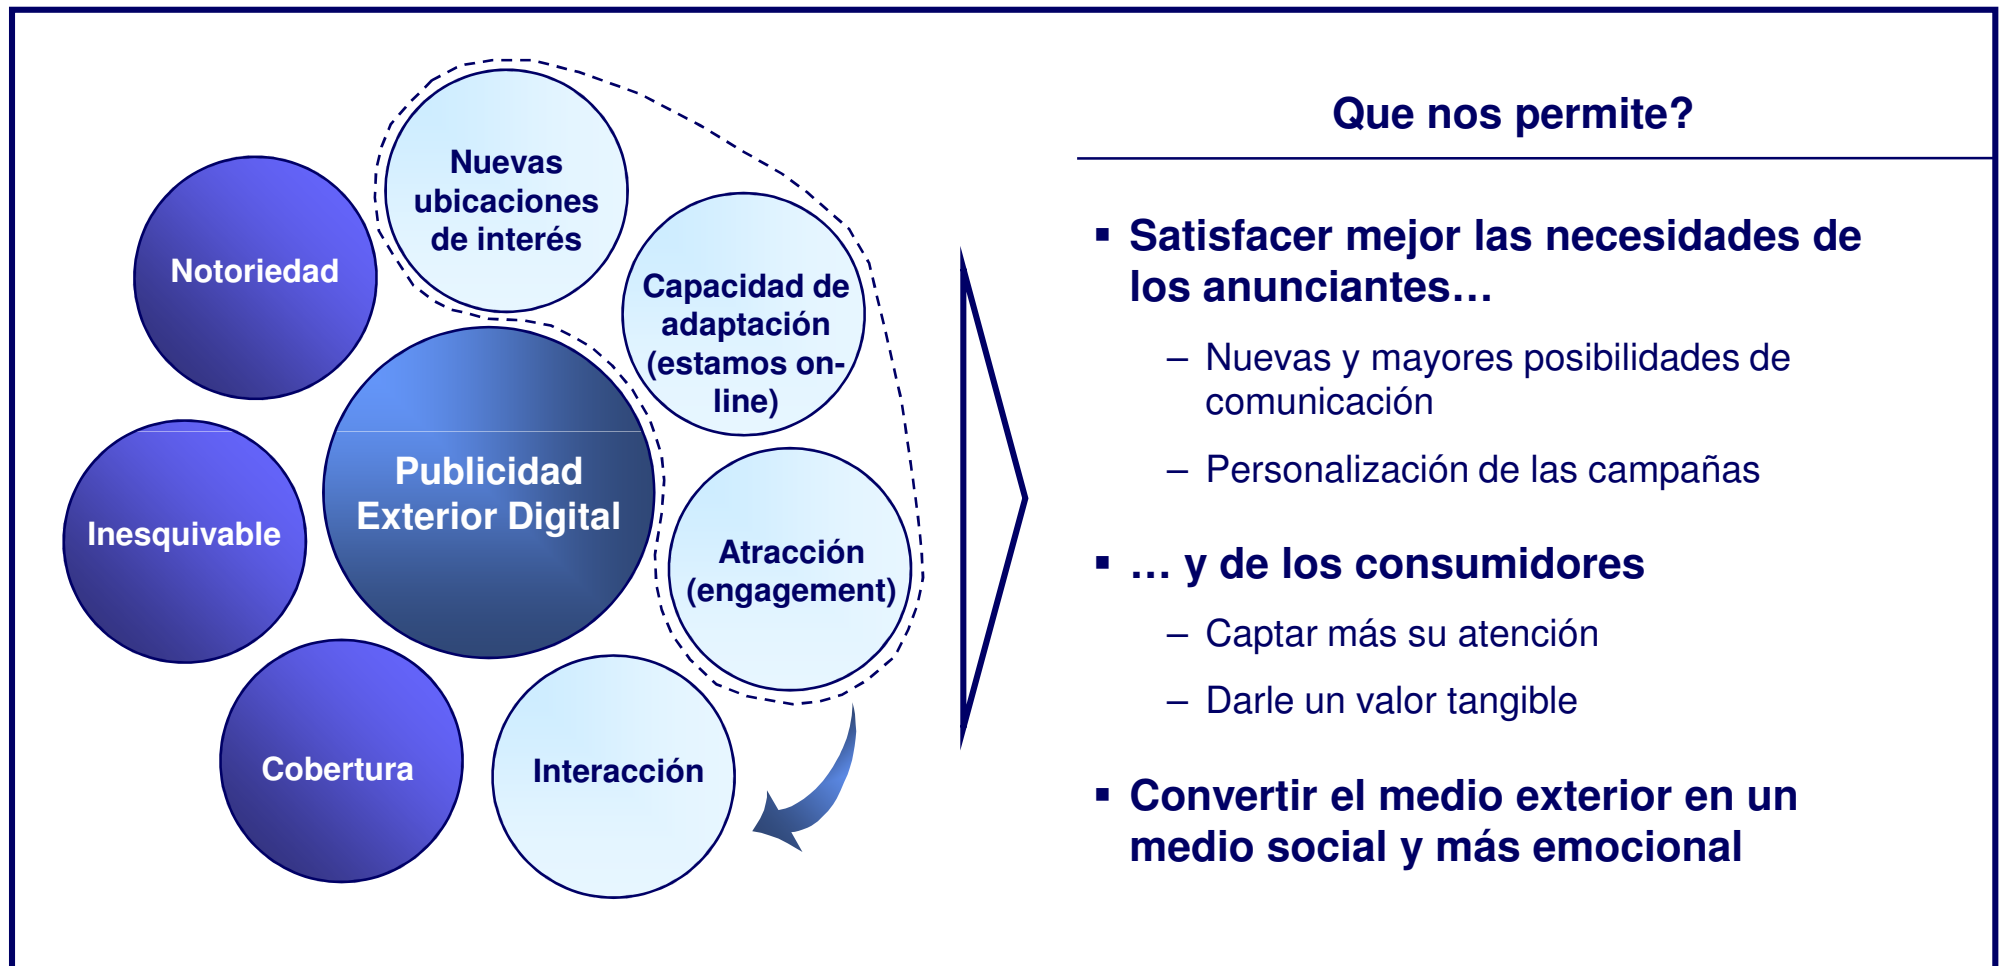 Nuevas
ubicaciones
de interés
Notoriedad
Capacidad de
adaptación
(estamos on-
line)
Publicidad
Exterior Digital
Inesquivable
Atracción
(engagement)
Cobertura
Interacción
Que nos permite?
▪ Satisfacer mejor las necesidades de
los anunciantes…
– Nuevas y mayores posibilidades de
comunicación
– Personalización de las campañas
▪ … y de los consumidores
– Captar más su atención
– Darle un valor tangible
▪ Convertir el medio exterior en un
medio social y más emocional